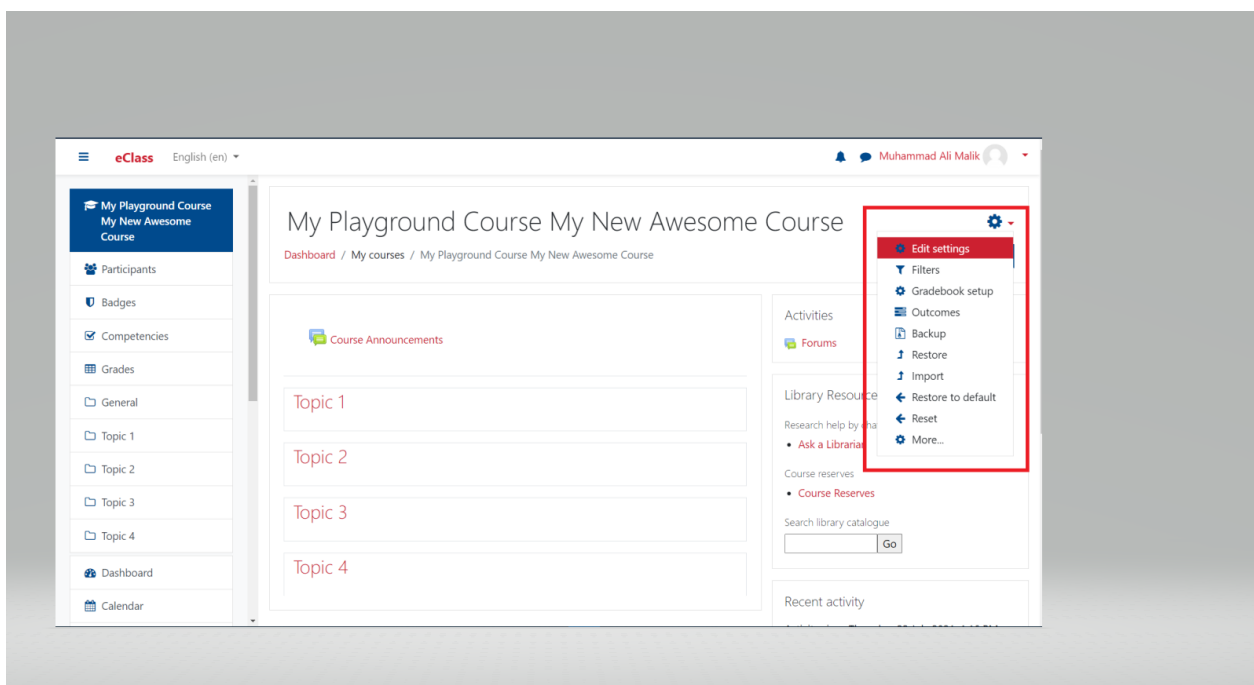 eClass English (en)
Muhammad Ali Malik
My Playground Course
My New Awesome
Course
Participants
Badges
Competencies
Grades
General
Topic 1
Topic 2
Topic 3
Topic 4
Dashboard
Calendar
My Playground Course My New Awesome Course
Dashboard / My courses / My Playground Course My New Awesome Course
Course Announcements
Topic 1
Topic 2
Topic 3
Topic 4
Edit settings
Filters
Gradebook setup
Outcomes
Backup
Restore
Import
Restore to default
Reset
More...
Activities
Forums
Library Resource
Research help by
Ask a Librarian
Course reserves
Course Reserves
Search library catalogue
Go
Recent activity